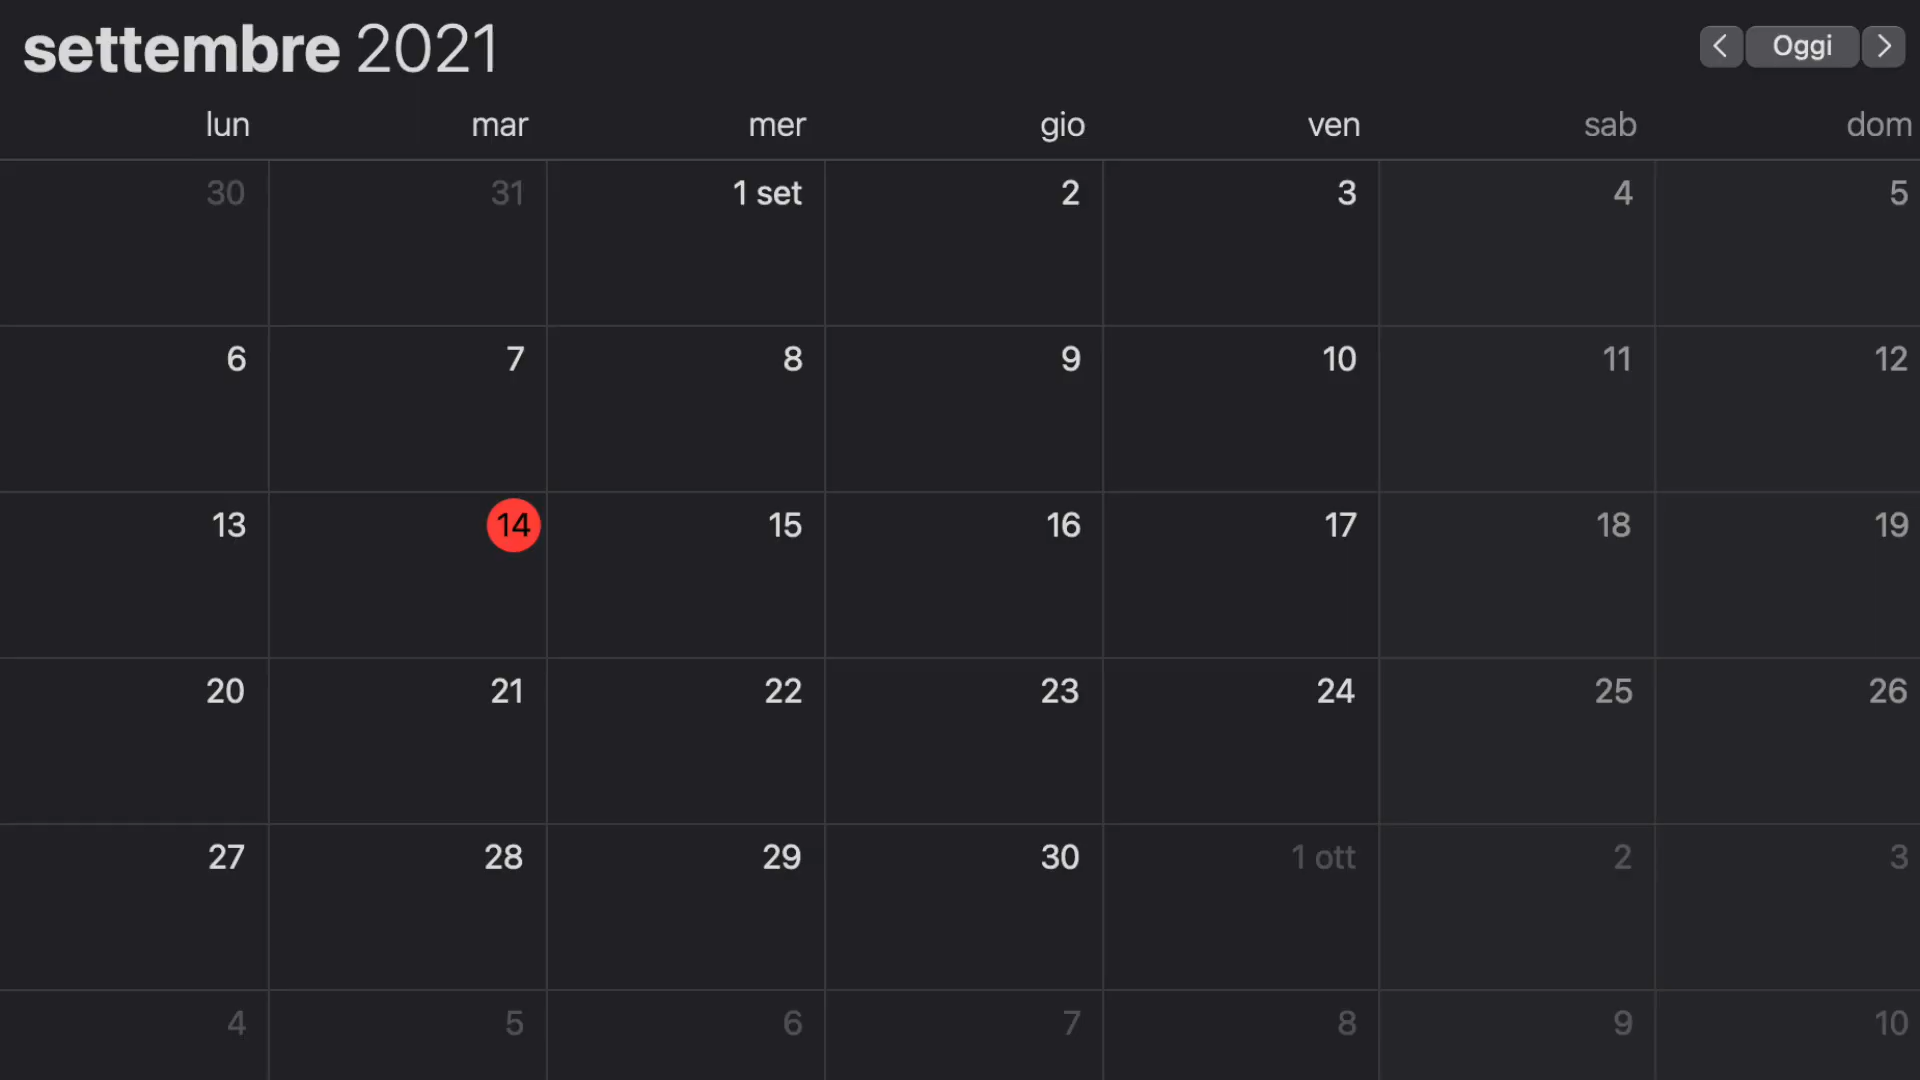 settembre 2021
Oggi
lun mar mer gio ven sab dom
30 31 1 set 2 3 4 5
6 7 8 9 10 11 12
13 14 15 16 17 18 19
20 21 22 23 24 25 26
27 28 29 30 1 ott 2 3
4 5 6 7 8 9 10